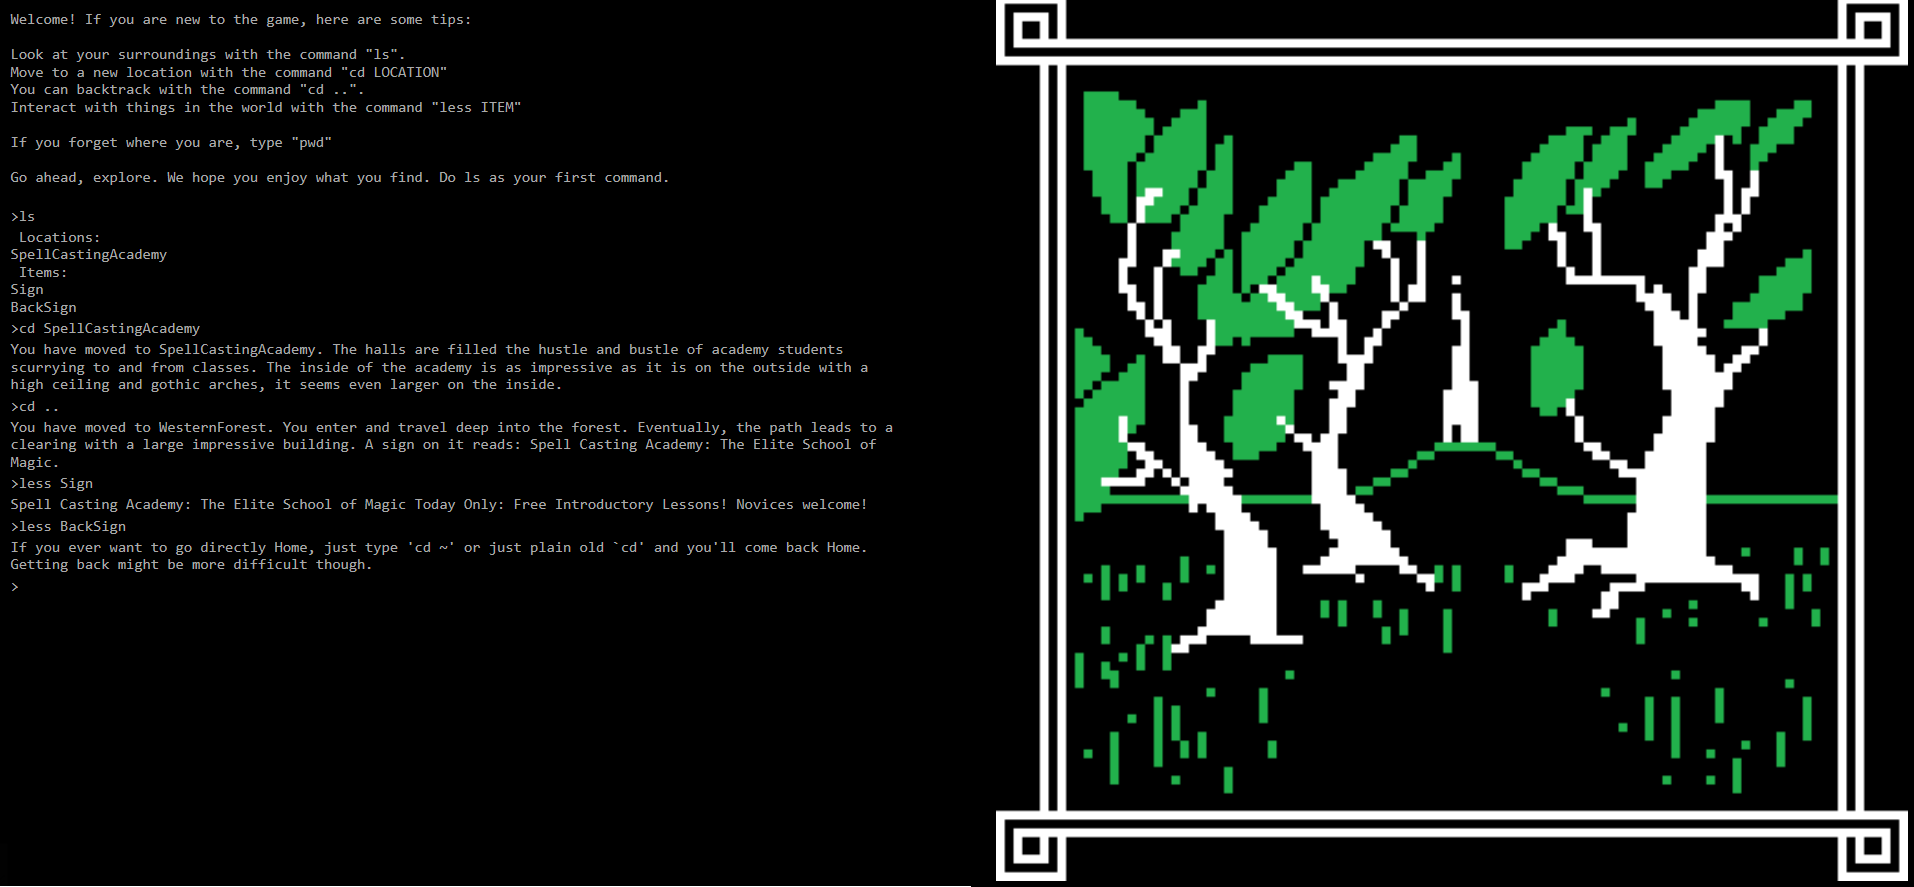 Welcome! If you are new to the game, here are some tips:
Look at your surroundings with the command "ls".
Move to a new location with the command "cd LOCATION"
You can backtrack with the command "cd ..".
Interact with things in the world with the command "less ITEM"
If you forget where you are, type "pwd"
Go ahead, explore. We hope you enjoy what you find. Do ls as your first command.
>ls
Locations:
SpellCastingAcademy
Items:
Sign
BackSign
>cd SpellCastingAcademy
You have moved to SpellCastingAcademy. The halls are filled the hustle and bustle of academy students
scurrying to and from classes. The inside of the academy is as impressive as it is on the outside with a
high ceiling and gothic arches, it seems even larger on the inside.
>cd ..
You have moved to WesternForest. You enter and travel deep into the forest. Eventually, the path leads to a
clearing with a large impressive building. A sign on it reads: Spell Casting Academy: The Elite School of
Magic.
>less Sign
Spell Casting Academy: The Elite School of Magic Today Only: Free Introductory Lessons! Novices welcome!
>less BackSign
If you ever want to go directly Home, just type 'cd ~' or just plain old `cd' and you'll come back Home.
Getting back might be more difficult though.
>